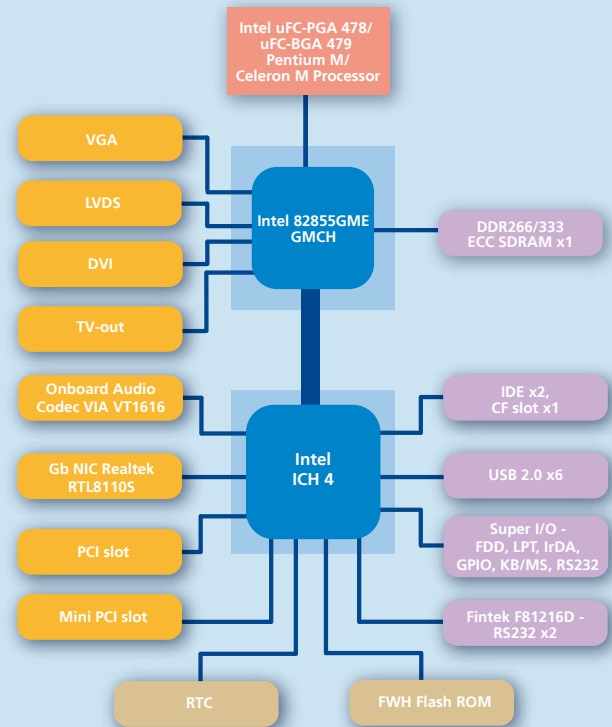 Intel uFC-PGA 478/
uFC-BGA 479
Pentium M/
Celeron M Processor
VGA
LVDS
DVI
TV-out
Intel 82855GME
GMCH
DDR266/333
ECC SDRAM x1
Onboard Audio
Codec VIA VT1616
Gb NIC Realtek
RTL8110S
PCI slot
Mini PCI slot
Intel
ICH 4
IDE x2,
CF slot x1
USB 2.0 x6
Super I/O -
FDD, LPT, IrDA,
GPIO, KB/MS, RS232
Fintek F81216D -
RS232 x2
RTC
FWH Flash ROM